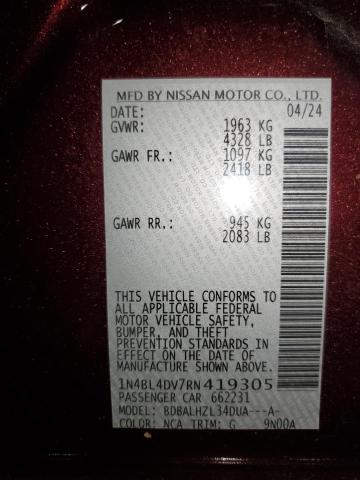 MFD BY NISSAN MOTOR CO., LTD.
DATE: 04/24
GVWR: 1963 KG
4328 LB
GAWR FR.: 1097 KG
2418 LB
GAWR RR.: 945 KG
2083 LB
THIS VEHICLE CONFORMS TO
ALL APPLICABLE FEDERAL
MOTOR VEHICLE SAFETY,
BUMPER, AND THEFT
PREVENTION STANDARDS IN
EFFECT ON THE DATE OF
MANUFACTURE SHOWN ABOVE.
1N4BL4DV7RN419305
PASSENGER CAR 662231
MODEL: BDBALHZL34DUA---A-
COLOR: NCA TRIM: G 9N00A